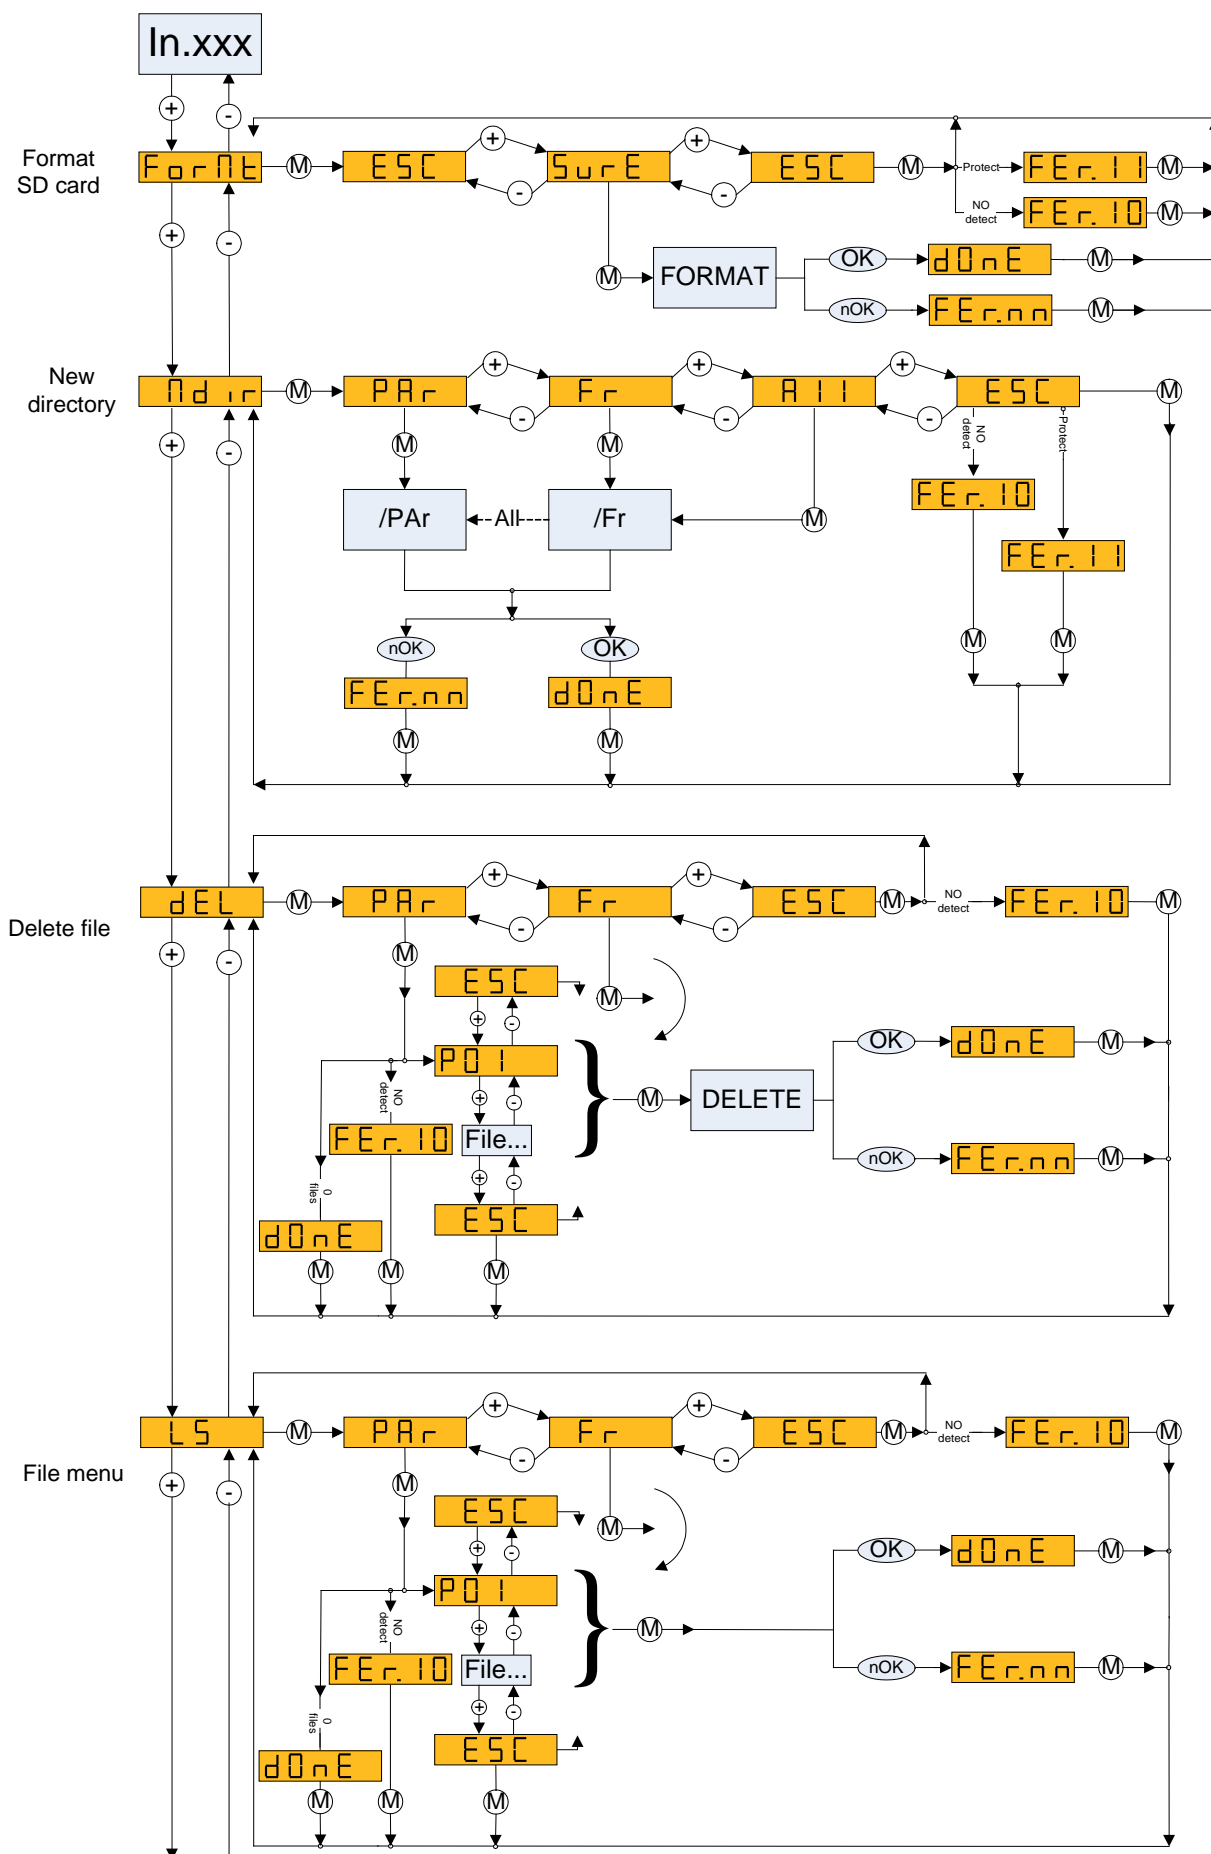 In.xxx
+
-
Format
SD card
ForMt
M
ESC
+
-
SurE
+
-
ESC
M
Protect
FEr.11
M
NO
detect
FEr.10
M
+
-
M
FORMAT
OK
dOnE
M
nOK
FEr.nn
M
New
directory
Mdir
M
PAr
+
-
Fr
+
-
All
+
-
ESC
M
+
-
M
M
NO
detect
Protect
FEr.10
/PAr
All
/Fr
M
FEr.11
nOK
OK
M
M
FEr.nn
dOnE
M
M
Delete file
dEL
M
PAr
+
-
Fr
+
-
ESC
M
NO
detect
FEr.10
M
+
-
M
ESC
M
+
-
P01
NO
detect
FEr.10
+
-
File...
M
DELETE
OK
dOnE
M
nOK
FEr.nn
M
+
-
0
files
dOnE
ESC
M
M
M
File menu
LS
M
PAr
+
-
Fr
+
-
ESC
M
NO
detect
FEr.10
M
+
-
M
ESC
M
+
-
P01
NO
detect
FEr.10
+
-
File...
M
OK
dOnE
M
nOK
FEr.nn
M
+
-
0
files
dOnE
ESC
M
M
M